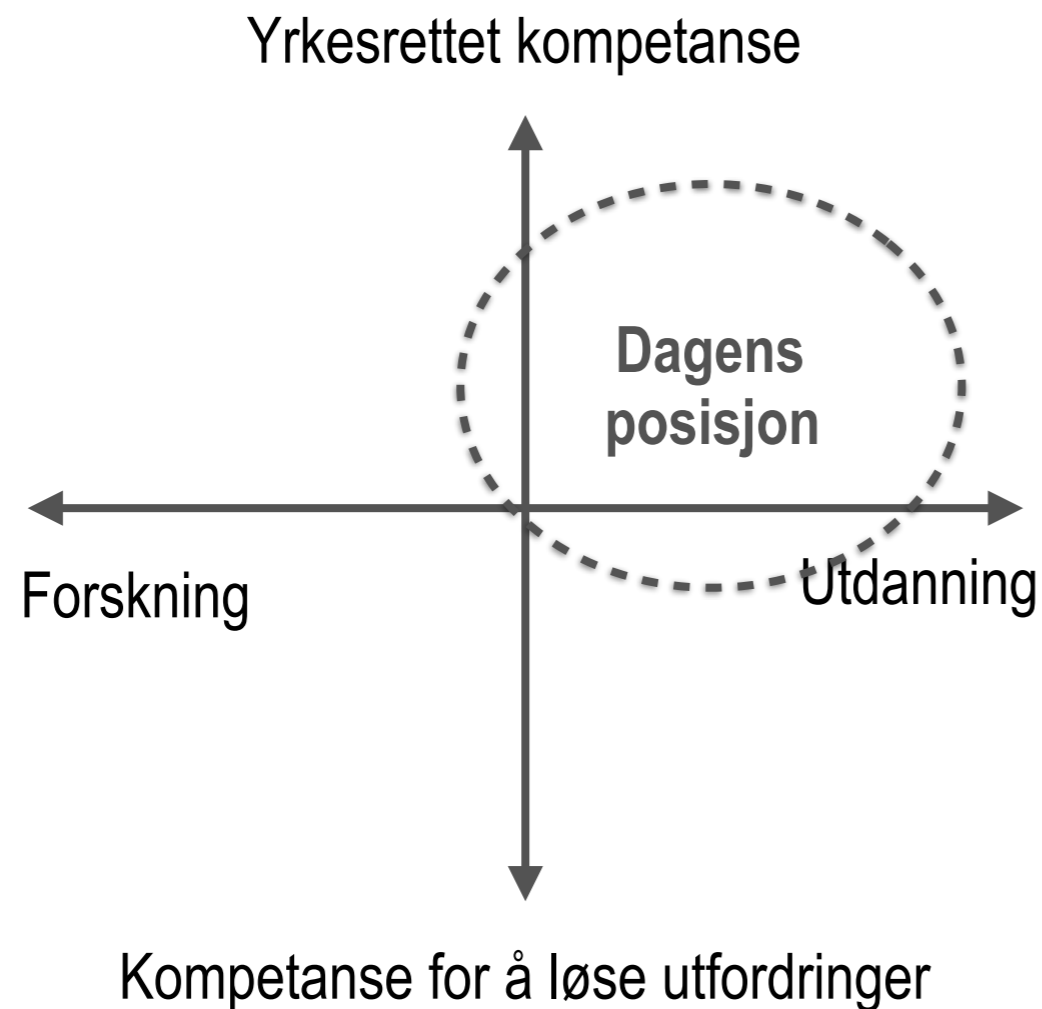 Yrkesrettet kompetanse
Dagens
posisjon
Forskning
Utdanning
Kompetanse for å løse utfordringer